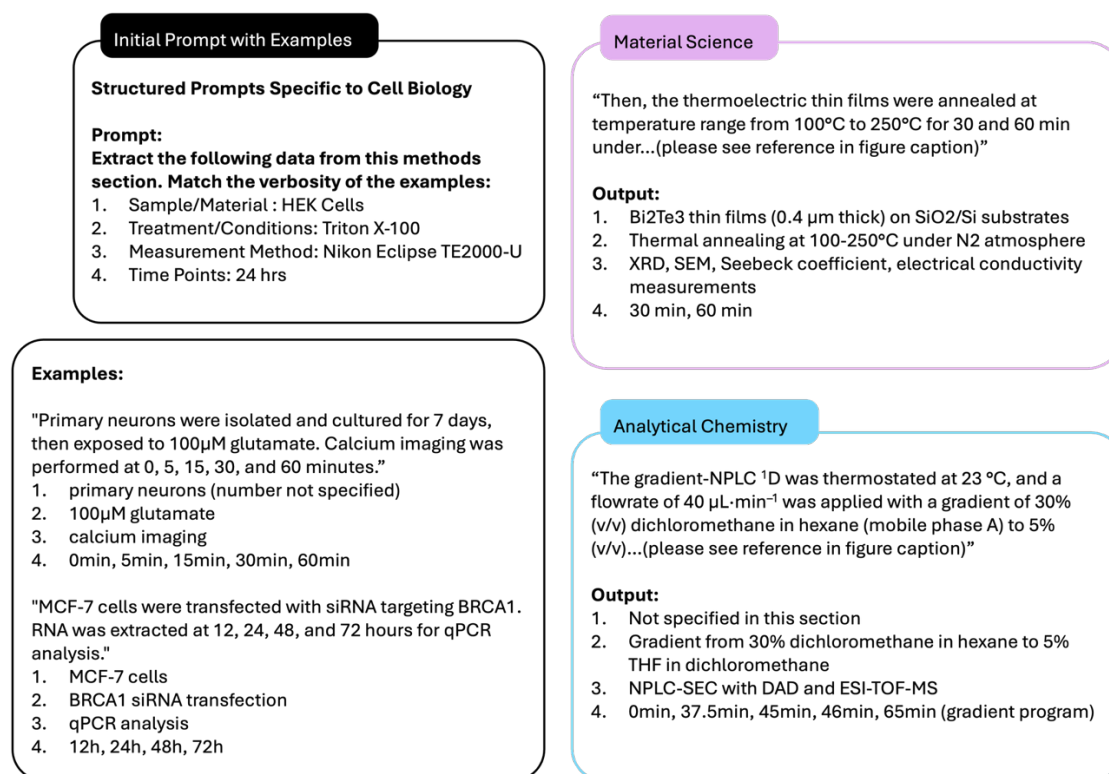 Initial Prompt with Examples
Structured Prompts Specific to Cell Biology
Prompt:
Extract the following data from this methods
section. Match the verbosity of the examples:
1. Sample/Material : HEK Cells
2. Treatment/Conditions: Triton X-100
3. Measurement Method: Nikon Eclipse TE2000-U
4. Time Points: 24 hrs
Examples:
"Primary neurons were isolated and cultured for 7 days,
then exposed to 100µM glutamate. Calcium imaging was
performed at 0, 5, 15, 30, and 60 minutes.”
1. primary neurons (number not specified)
2. 100µM glutamate
3. calcium imaging
4. 0min, 5min, 15min, 30min, 60min
"MCF-7 cells were transfected with siRNA targeting BRCA1.
RNA was extracted at 12, 24, 48, and 72 hours for qPCR
analysis."
1. MCF-7 cells
2. BRCA1 siRNA transfection
3. qPCR analysis
4. 12h, 24h, 48h, 72h
Material Science
“Then, the thermoelectric thin films were annealed at
temperature range from 100°C to 250°C for 30 and 60 min
under...(please see reference in figure caption)”
Output:
1. Bi2Te3 thin films (0.4 µm thick) on SiO2/Si substrates
2. Thermal annealing at 100-250°C under N2 atmosphere
3. XRD, SEM, Seebeck coefficient, electrical conductivity
measurements
4. 30 min, 60 min
Analytical Chemistry
“The gradient-NPLC ¹D was thermostated at 23 °C, and a
flowrate of 40 µL·min⁻¹ was applied with a gradient of 30%
(v/v) dichloromethane in hexane (mobile phase A) to 5%
(v/v)...(please see reference in figure caption)”
Output:
1. Not specified in this section
2. Gradient from 30% dichloromethane in hexane to 5%
THF in dichloromethane
3. NPLC-SEC with DAD and ESI-TOF-MS
4. 0min, 37.5min, 45min, 46min, 65min (gradient program)